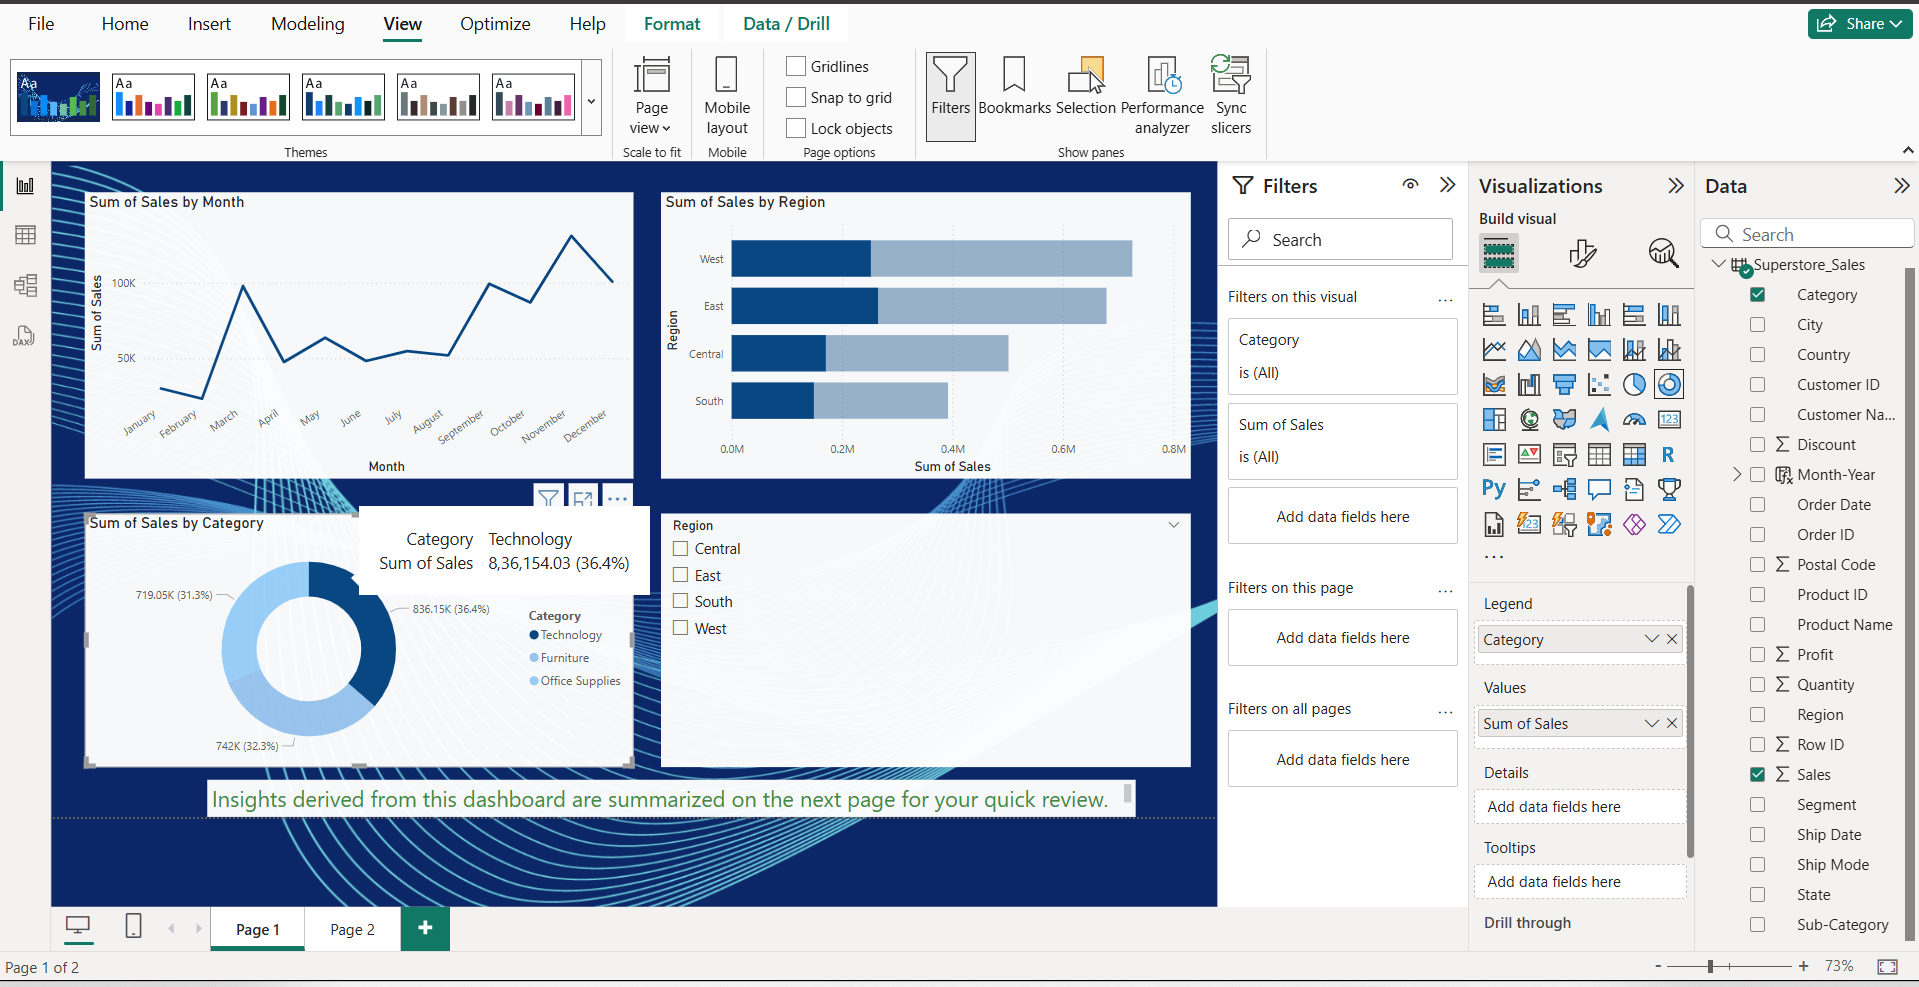 File Home Insert Modeling View Optimize Help Format Data / Drill Share
Aa Aa Aa Aa Aa Aa
Page view
Mobile layout
Gridlines
Snap to grid
Lock objects
Filters Bookmarks Selection Performance analyzer Sync slicers
Themes Scale to fit Mobile Page options Show panes
Sum of Sales by Month
Sum of Sales
100K
50K
January February March April May June July August September October November December
Month
Sum of Sales by Region
Region
West
East
Central
South
0.0M 0.2M 0.4M 0.6M 0.8M
Sum of Sales
Sum of Sales by Category
Category Technology
Sum of Sales 8,36,154.03 (36.4%)
719.05K (31.3%)
836.15K (36.4%)
742K (32.3%)
Category
Technology
Furniture
Office Supplies
Region
Central
East
South
West
Insights derived from this dashboard are summarized on the next page for your quick review.
Filters
Search
Filters on this visual ...
Category
is (All)
Sum of Sales
is (All)
Add data fields here
Filters on this page ...
Add data fields here
Filters on all pages ...
Add data fields here
Visualizations
Build visual
123
R
Py
123
...
Legend
Category
Values
Sum of Sales
Details
Add data fields here
Tooltips
Add data fields here
Drill through
Data
Search
Superstore_Sales
Category
City
Country
Customer ID
Customer Na...
Discount
Month-Year
Order Date
Order ID
Postal Code
Product ID
Product Name
Profit
Quantity
Region
Row ID
Sales
Segment
Ship Date
Ship Mode
State
Sub-Category
DAX
Page 1 Page 2 +
Page 1 of 2
- + 73%